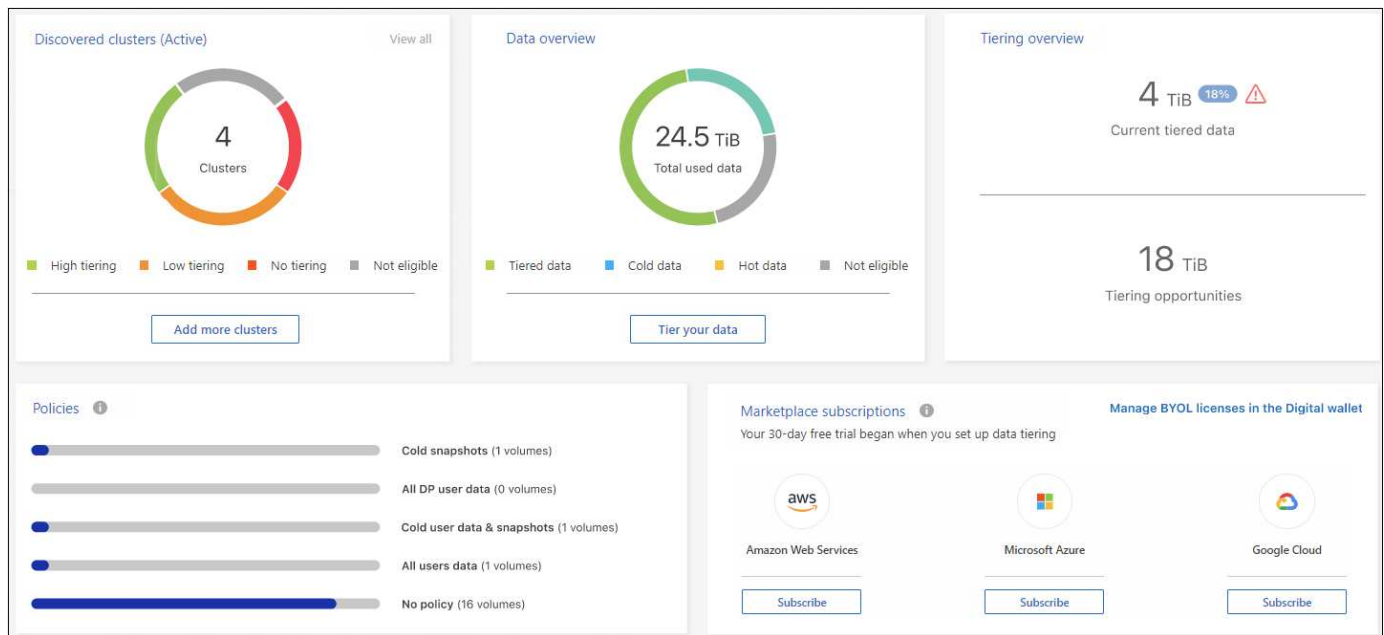 Discovered clusters (Active)
View all
4
Clusters
High tiering
Low tiering
No tiering
Not eligible
Add more clusters
Data overview
24.5 TiB
Total used data
Tiered data
Cold data
Hot data
Not eligible
Tier your data
Tiering overview
4 TiB 18%
Current tiered data
18 TiB
Tiering opportunities
Policies
Cold snapshots (1 volumes)
All DP user data (0 volumes)
Cold user data & snapshots (1 volumes)
All users data (1 volumes)
No policy (16 volumes)
Marketplace subscriptions
Manage BYOL licenses in the Digital wallet
Your 30-day free trial began when you set up data tiering
aws
Amazon Web Services
Subscribe
Microsoft Azure
Subscribe
Google Cloud
Subscribe